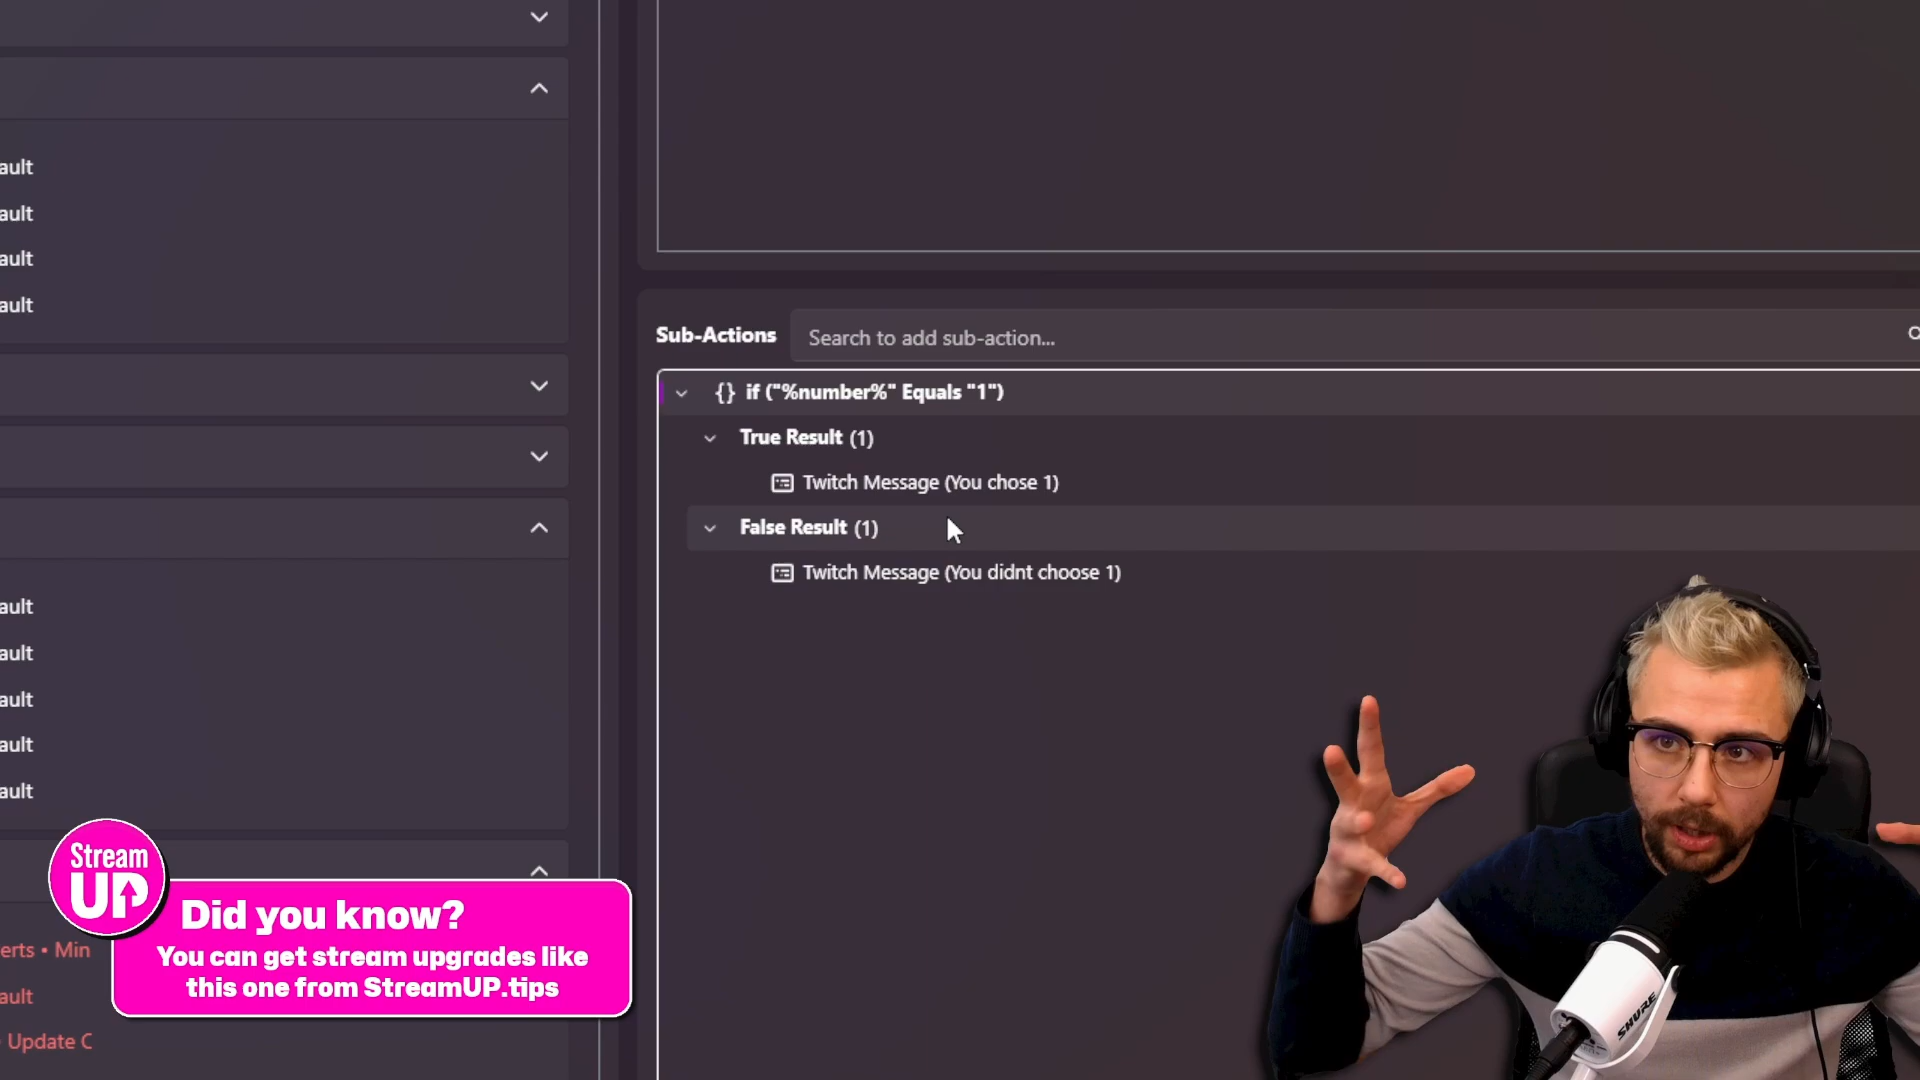 ault
ault
ault
ault
ault
ault
ault
ault
ault
erts • Min
ault
Update C
Sub-Actions
Search to add sub-action...
{} if ("%number%" Equals "1")
True Result (1)
Twitch Message (You chose 1)
False Result (1)
Twitch Message (You didnt choose 1)
Stream
UP
Did you know?
You can get stream upgrades like
this one from StreamUP.tips
SHURE